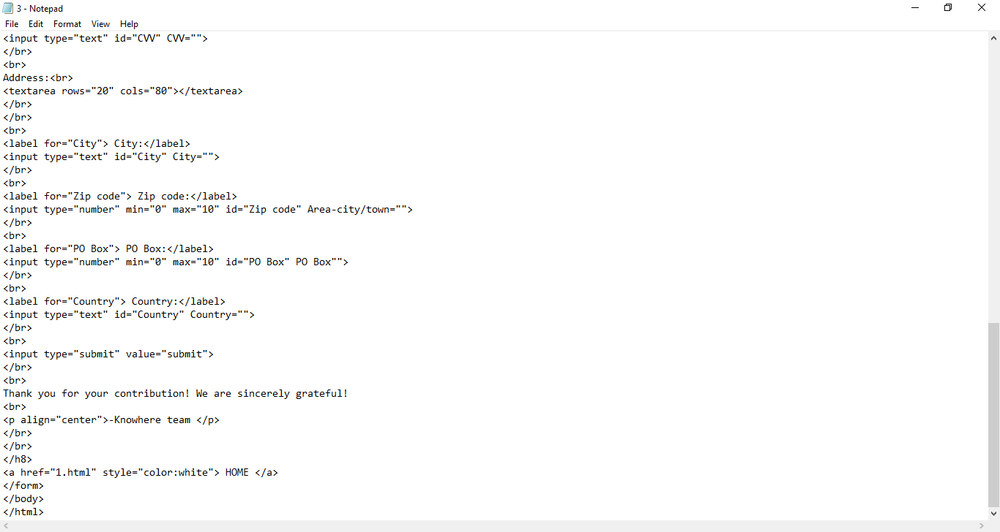 3 - Notepad
File Edit Format View Help
<input type="text" id="CVV" CVV="">
</br>
<br>
Address:<br>
<textarea rows="20" cols="80"></textarea>
</br>
</br>
<br>
<label for="City"> City:</label>
<input type="text" id="City" City="">
</br>
<br>
<label for="Zip code"> Zip code:</label>
<input type="number" min="0" max="10" id="Zip code" Area-city/town="">
</br>
<br>
<label for="PO Box"> PO Box:</label>
<input type="number" min="0" max="10" id="PO Box" PO Box"">
</br>
<br>
<label for="Country"> Country:</label>
<input type="text" id="Country" Country="">
</br>
<br>
<input type="submit" value="submit">
</br>
<br>
Thank you for your contribution! We are sincerely grateful!
<br>
<p align="center">-Knowhere team </p>
</br>
</br>
</h8>
<a href="1.html" style="color:white"> HOME </a>
</form>
</body>
</html>